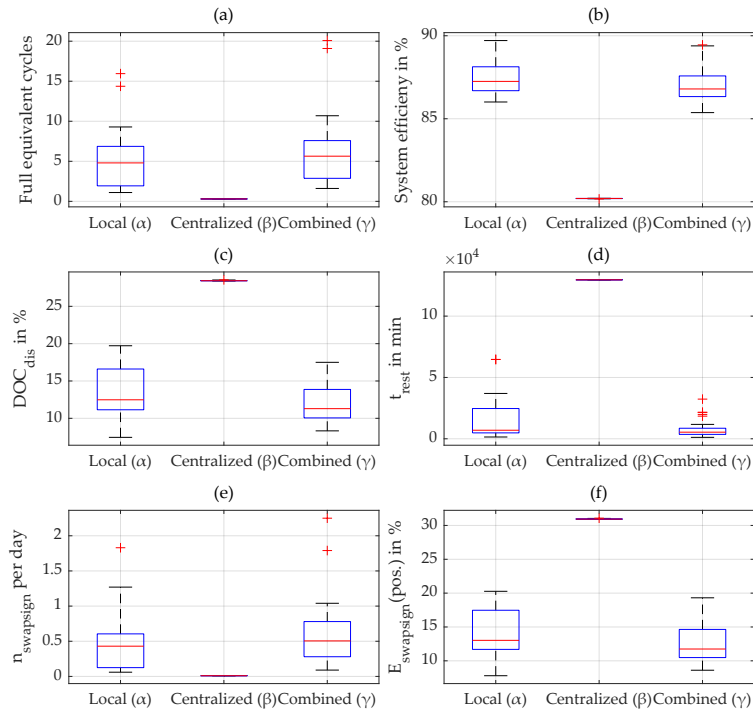 (a)
Full equivalent cycles
20
15
10
5
0
Local (α) Centralized (β) Combined (γ)
(b)
System efficieny in %
90
85
80
Local (α) Centralized (β) Combined (γ)
(c)
DOC_dis in %
25
20
15
10
Local (α) Centralized (β) Combined (γ)
(d)
×10^4
t_rest in min
10
5
0
Local (α) Centralized (β) Combined (γ)
(e)
n_swapsign per day
2
1.5
1
0.5
0
Local (α) Centralized (β) Combined (γ)
(f)
E_swapsign(pos.) in %
30
25
20
15
10
Local (α) Centralized (β) Combined (γ)